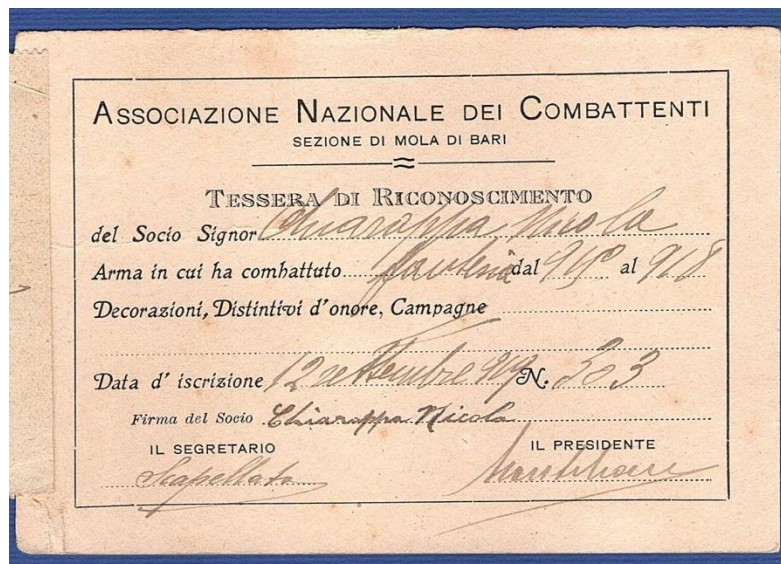 ASSOCIAZIONE NAZIONALE DEI COMBATTENTI
SEZIONE DI MOLA DI BARI
TESSERA DI RICONOSCIMENTO
del Socio Signor Chiarappa Nicola
Arma in cui ha combattuto Fanteria dal 915 al 918
Decorazioni, Distintivi d'onore, Campagne
Data d' iscrizione 12 settembre 919 N. 303
Firma del Socio Chiarappa Nicola
IL SEGRETARIO IL PRESIDENTE